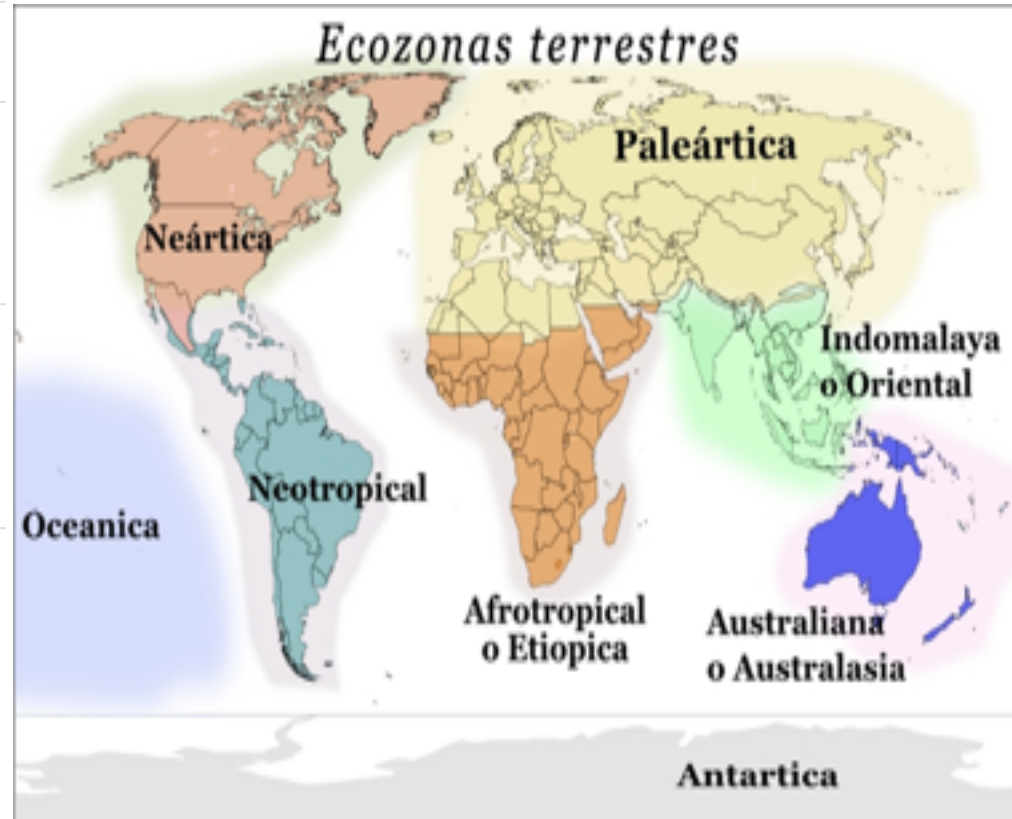 Ecozonas terrestres
Paleártica
Neártica
Indomalaya
o Oriental
Neotropical
Oceanica
Afrotropical
o Etiopica
Australiana
o Australasia
Antartica